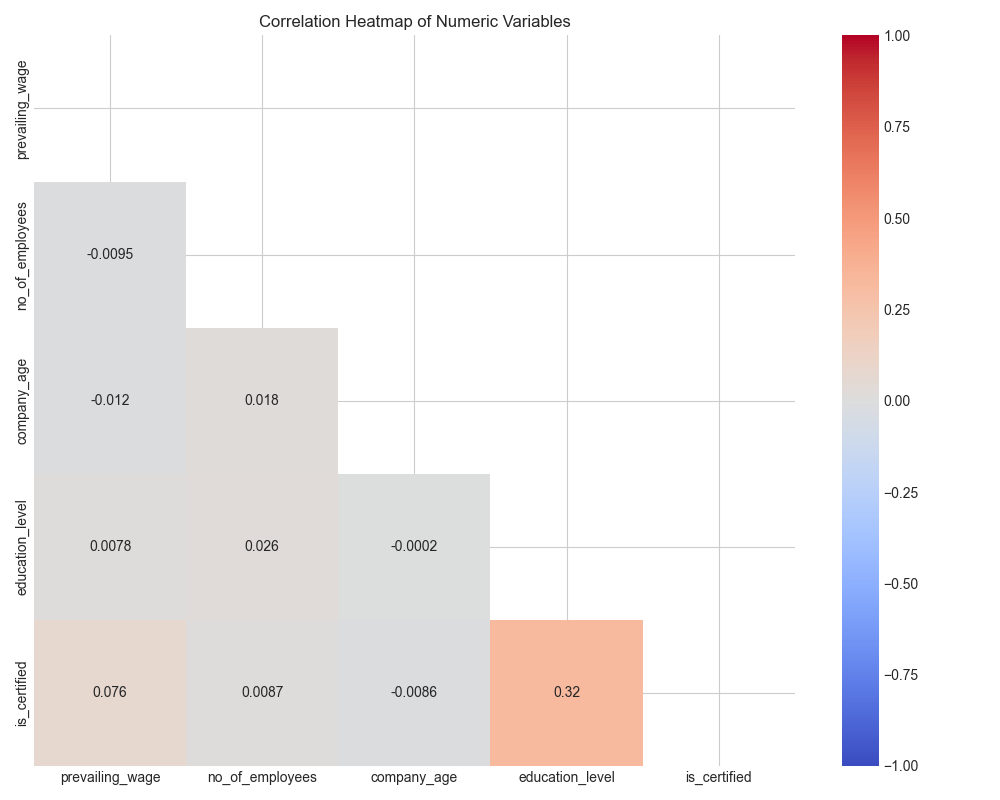 Correlation Heatmap of Numeric Variables
prevailing_wage
no_of_employees
company_age
education_level
is_certified
-0.0095
-0.012 0.018
0.0078 0.026 -0.0002
0.076 0.0087 -0.0086 0.32
prevailing_wage no_of_employees company_age education_level is_certified
1.00
0.75
0.50
0.25
0.00
−0.25
−0.50
−0.75
−1.00